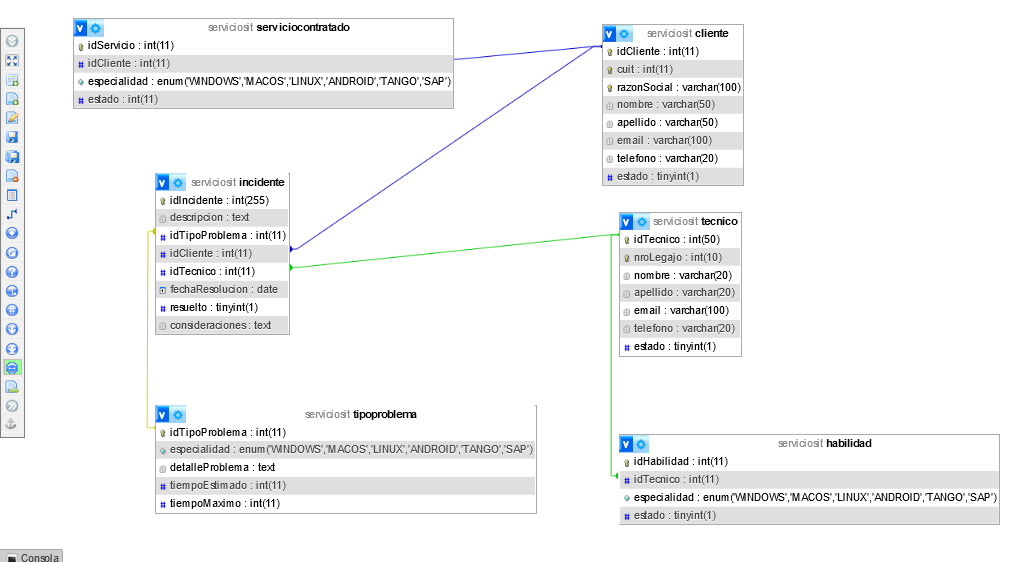 serviciosit serviciocontratado
idServicio : int(11)
idCliente : int(11)
especialidad : enum('WINDOWS','MACOS','LINUX','ANDROID','TANGO','SAP')
estado : int(11)
serviciosit cliente
idCliente : int(11)
cuit : int(11)
razonSocial : varchar(100)
nombre : varchar(50)
apellido : varchar(50)
email : varchar(100)
telefono : varchar(20)
estado : tinyint(1)
serviciosit incidente
idIncidente : int(255)
descripcion : text
idTipoProblema : int(11)
idCliente : int(11)
idTecnico : int(11)
fechaResolucion : date
resuelto : tinyint(1)
consideraciones : text
serviciosit tecnico
idTecnico : int(50)
nroLegajo : int(10)
nombre : varchar(20)
apellido : varchar(20)
email : varchar(100)
telefono : varchar(20)
estado : tinyint(1)
serviciosit tipoproblema
idTipoProblema : int(11)
especialidad : enum('WINDOWS','MACOS','LINUX','ANDROID','TANGO','SAP')
detalleProblema : text
tiempoEstimado : int(11)
tiempoMaximo : int(11)
serviciosit habilidad
idHabilidad : int(11)
idTecnico : int(11)
especialidad : enum('WINDOWS','MACOS','LINUX','ANDROID','TANGO','SAP')
estado : tinyint(1)
Consola